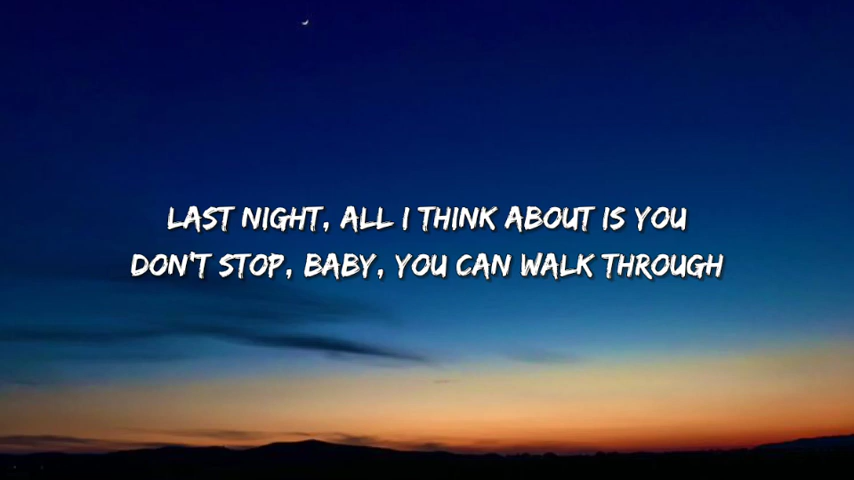 LAST NIGHT, ALL I THINK ABOUT IS YOU
DON'T STOP, BABY, YOU CAN WALK THROUGH